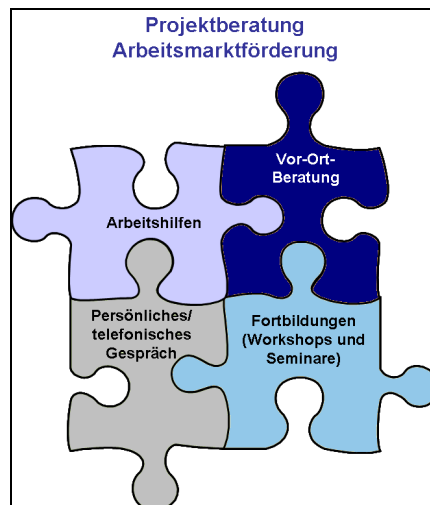 Projektberatung
Arbeitsmarktförderung
Vor-Ort-
Beratung
Arbeitshilfen
Persönliches/
telefonisches
Gespräch
Fortbildungen
(Workshops und
Seminare)